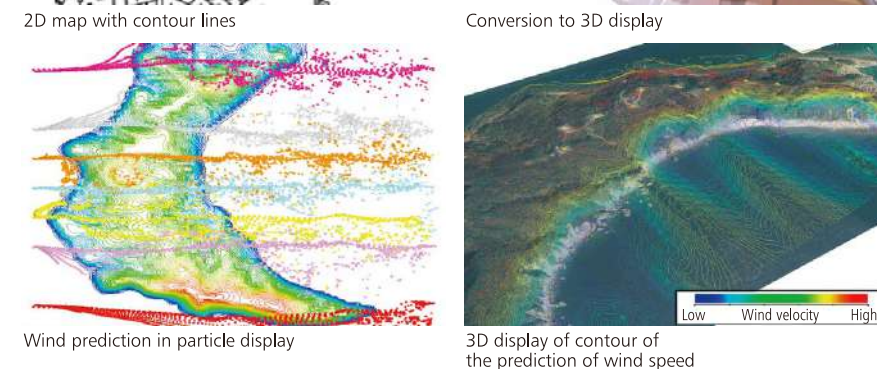 2D map with contour lines
Conversion to 3D display
Low Wind velocity High
Wind prediction in particle display
3D display of contour of
the prediction of wind speed